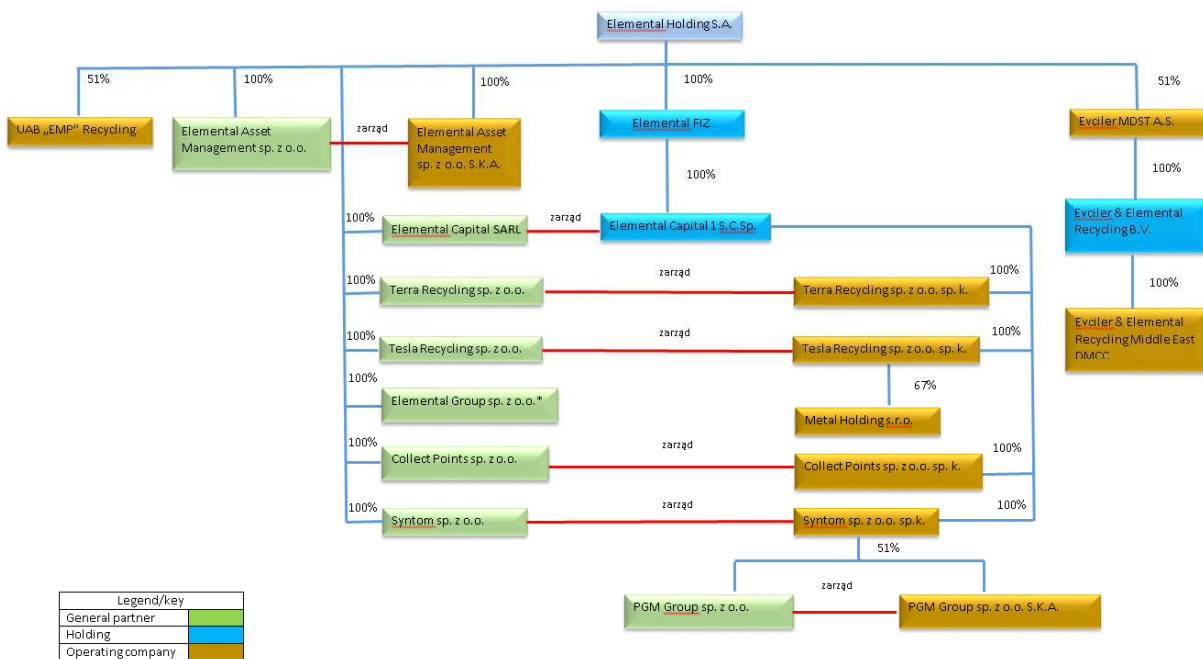 Elemental Holding S.A.
51%
100%
100%
100%
51%
UAB „EMP” Recycling
Elemental Asset
Management sp. z o.o.
zarząd
Elemental Asset
Management
sp. z o.o. S.K.A.
Elemental FIZ
Evciler MDST A.S.
100%
100%
100%
Elemental Capital SARL
zarząd
Elemental Capital 1 S.C.Sp.
Evciler & Elemental
Recycling B.V.
100%
Terra Recycling sp. z o.o.
zarząd
Terra Recycling sp. z o.o. sp. k.
100%
100%
Evciler & Elemental
Recycling Middle East
DMCC
100%
Tesla Recycling sp. z o.o.
zarząd
Tesla Recycling sp. z o.o. sp. k.
100%
67%
100%
Elemental Group sp. z o.o.*
Metal Holding s.r.o.
100%
Collect Points sp. z o.o.
zarząd
Collect Points sp. z o.o. sp. k.
100%
100%
Syntom sp. z o.o.
zarząd
Syntom sp. z o.o. sp.k.
100%
51%
PGM Group sp. z o.o.
zarząd
PGM Group sp. z o.o. S.K.A.
Legend/key
General partner
Holding
Operating company